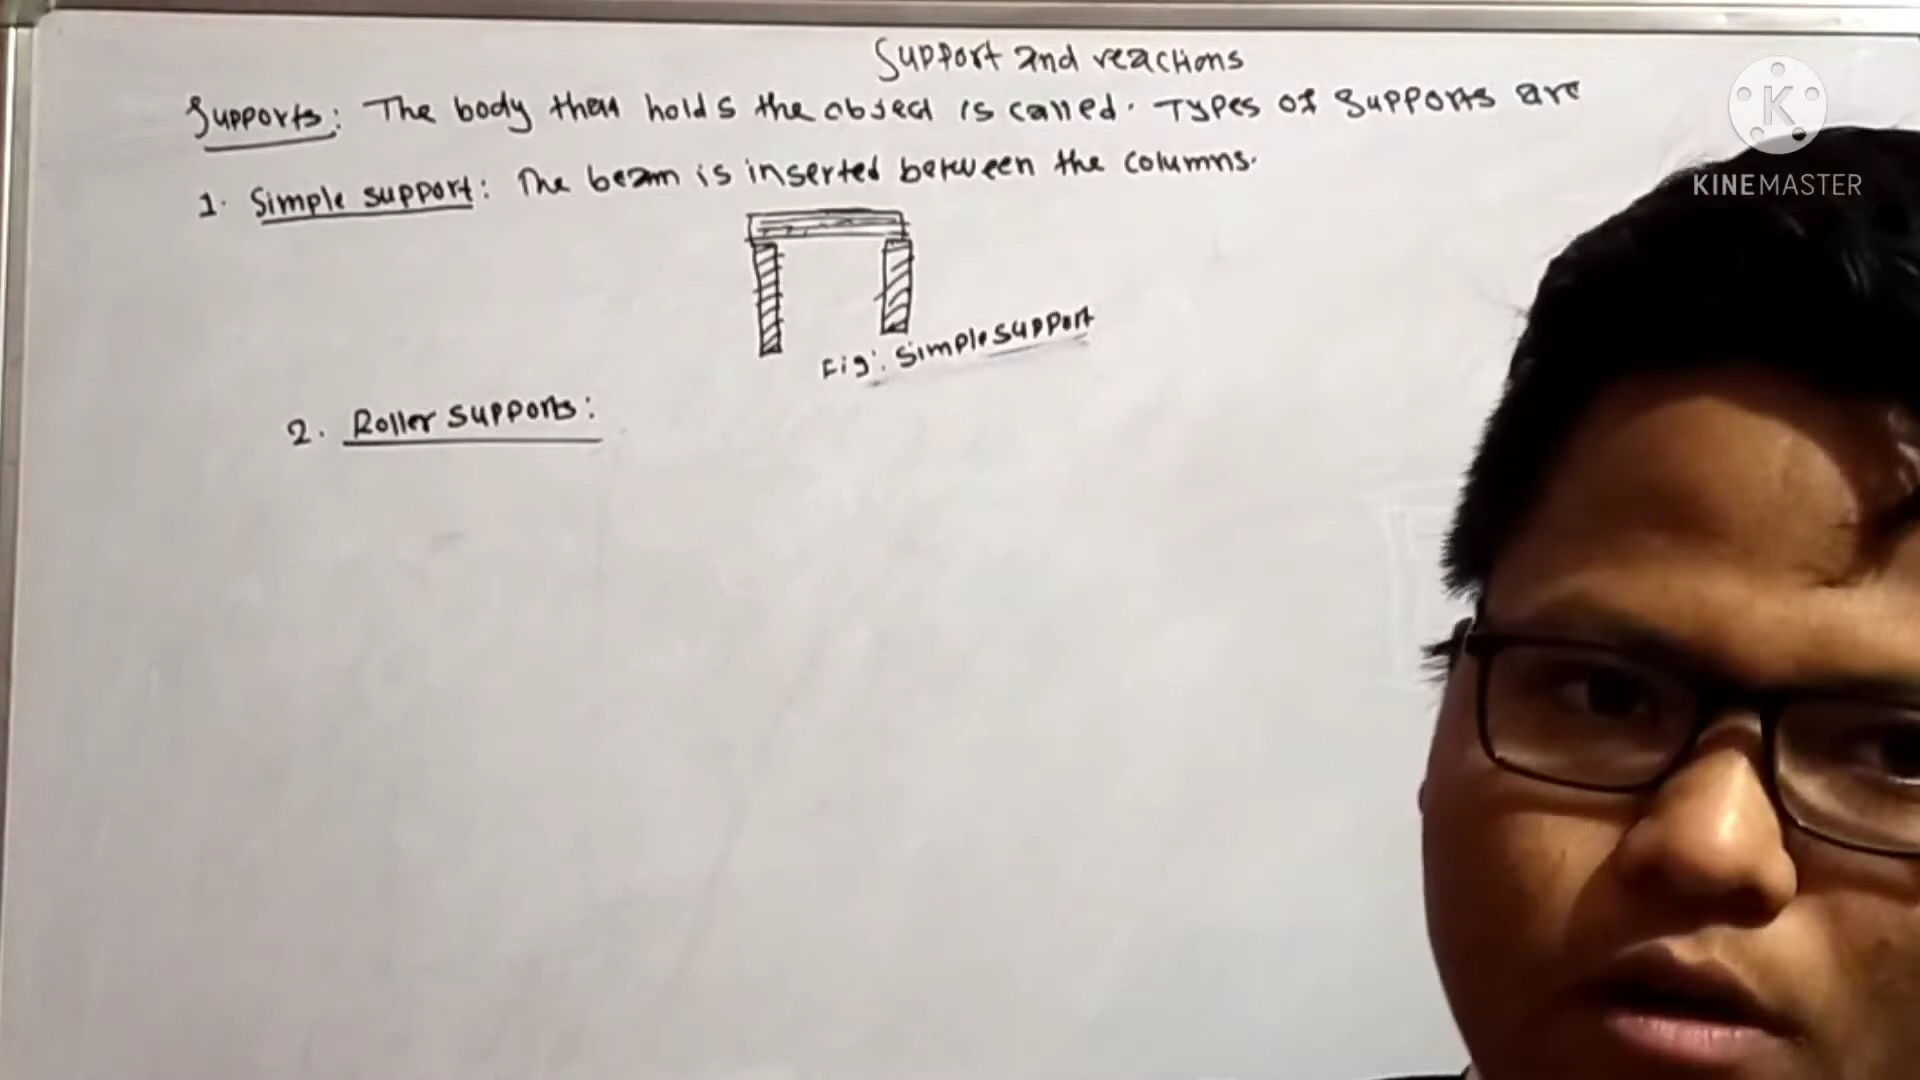 Support and reactions
Supports: The body that holds the object is called. Types of supports are
1. Simple support: The beam is inserted between the columns.
Fig: Simple support
2. Roller supports:
K
KINEMASTER